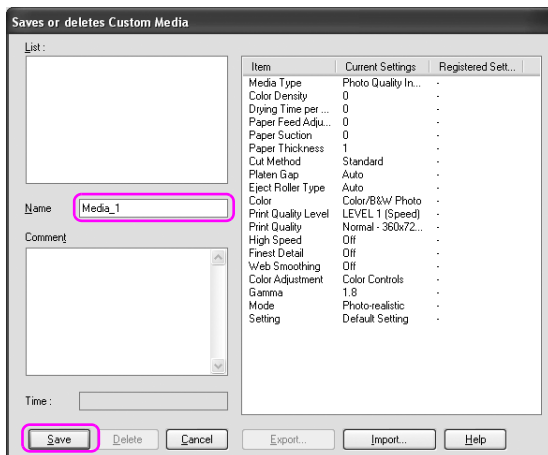 Saves or deletes Custom Media
List :
Name Media_1
Comment
Time :
Item Current Settings Registered Sett...
Media Type Photo Quality In... -
Color Density 0 -
Drying Time per ... 0 -
Paper Feed Adju... 0 -
Paper Suction 0 -
Paper Thickness 1 -
Cut Method Standard -
Platen Gap Auto -
Eject Roller Type Auto -
Color Color/B&W Photo -
Print Quality Level LEVEL 1 (Speed) -
Print Quality Normal - 360x72... -
High Speed Off -
Finest Detail Off -
Web Smoothing Off -
Color Adjustment Color Controls -
Gamma 1.8 -
Mode Photo-realistic -
Setting Default Setting -
Save Delete Cancel Export... Import... Help